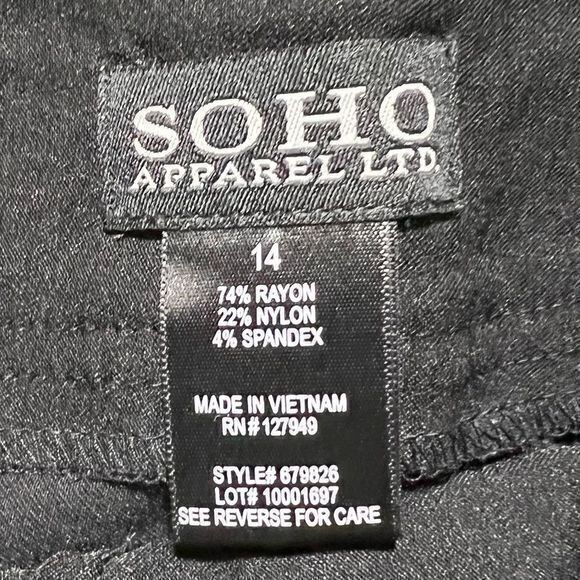 SOHO
APPAREL LTD.
14
74% RAYON
22% NYLON
4% SPANDEX
MADE IN VIETNAM
RN# 127949
STYLE# 679826
LOT# 10001697
SEE REVERSE FOR CARE